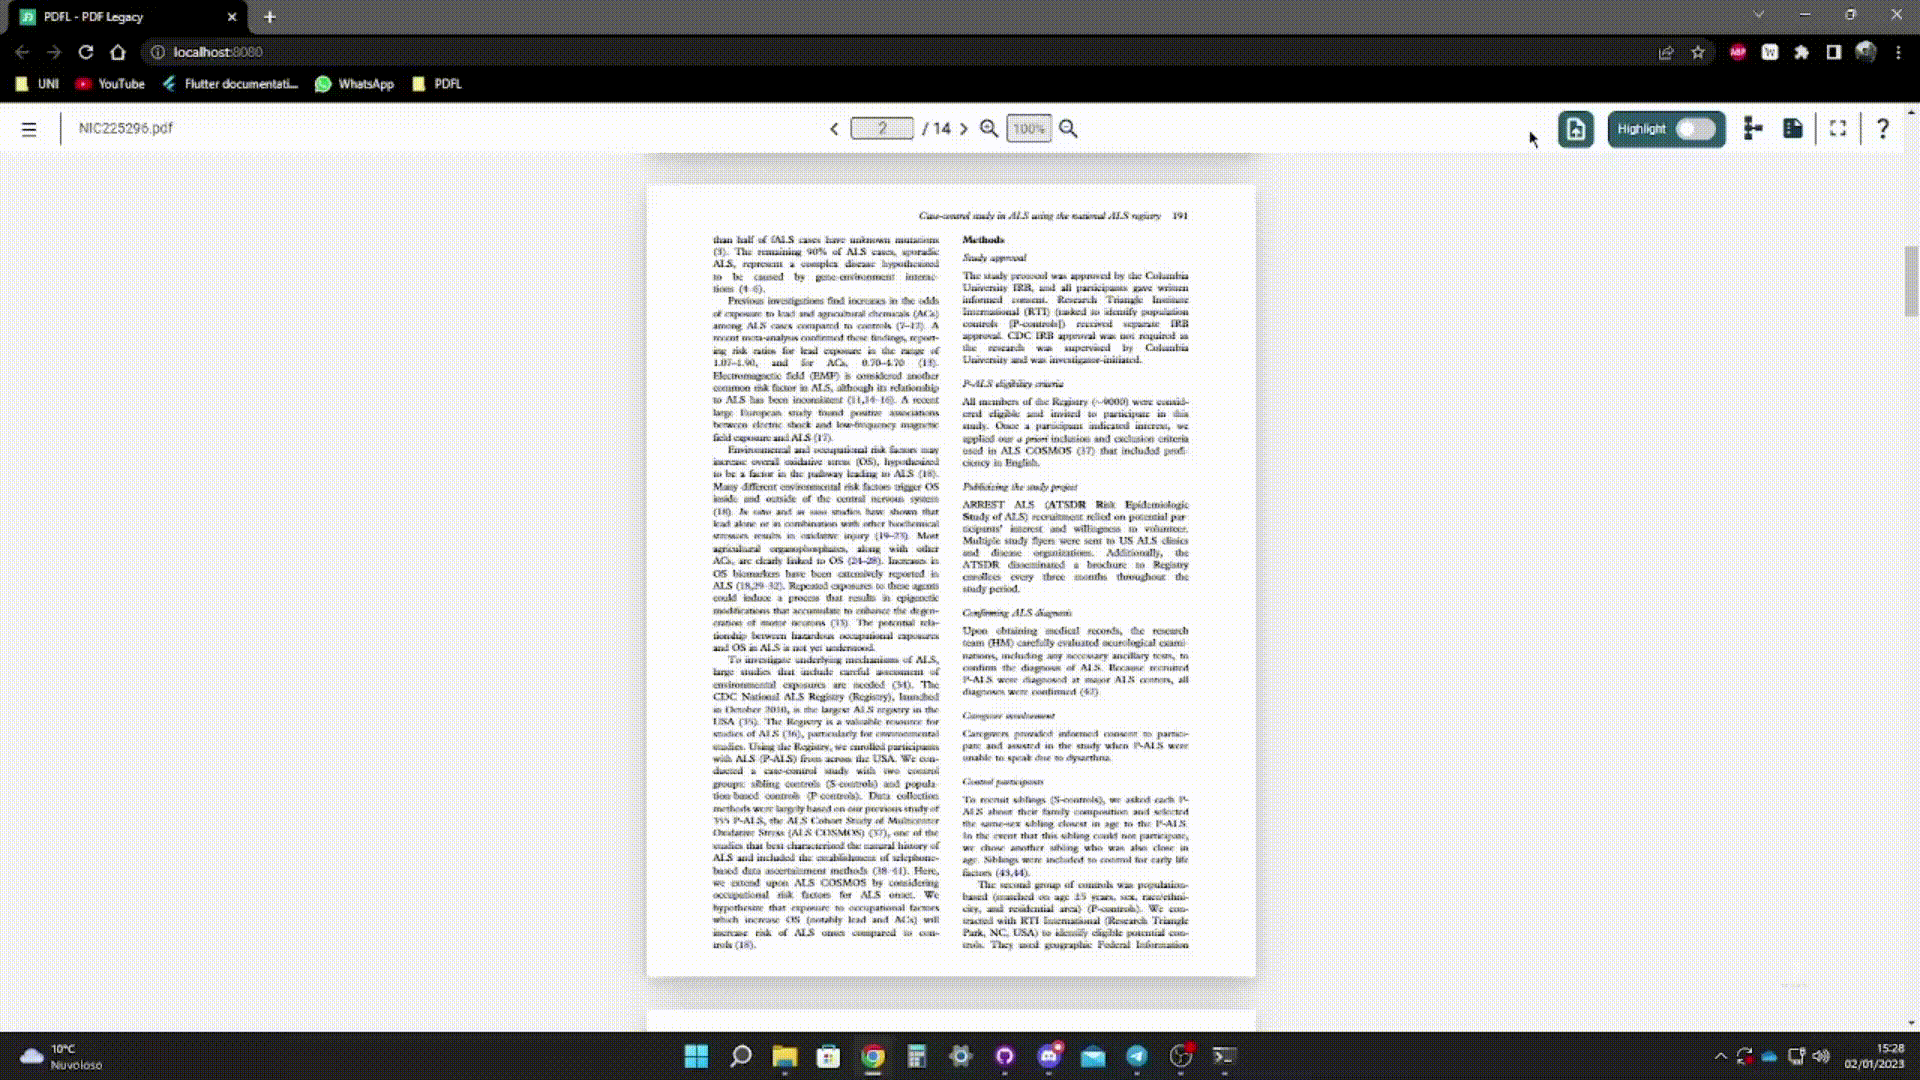 PDFL - PDF Legacy
localhost:8080
UNI
YouTube
Flutter documentati...
WhatsApp
PDFL
NIC225296.pdf
2 / 14
100%
Highlight
Case-control study in ALS using the national ALS registry 191
than half of fALS cases have unknown mutations
(3). The remaining 90% of ALS cases, sporadic
ALS, represent a complex disease hypothesized
to be caused by gene-environment interac-
tions (4–6).
Previous investigations find increases in the odds
of exposure to lead and agricultural chemicals (ACs)
among ALS cases compared to controls (7–12). A
recent meta-analysis confirmed these findings, report-
ing risk ratios for lead exposure in the range of
1.07–1.90, and for ACs, 0.70–4.70 (13).
Electromagnetic field (EMF) is considered another
common risk factor in ALS, although its relationship
to ALS has been inconsistent (11,14–16). A recent
large European study found positive associations
between electric shock and low-frequency magnetic
field exposure and ALS (17).
Environmental and occupational risk factors may
increase overall oxidative stress (OS), hypothesized
to be a factor in the pathway leading to ALS (18).
Many different environmental risk factors trigger OS
inside and outside of the central nervous system
(18). In vitro and in vivo studies have shown that
lead alone or in combination with other biochemical
stressors results in oxidative injury (19–23). Most
agricultural organophosphates, along with other
ACs, are clearly linked to OS (24–28). Increases in
OS biomarkers have been extensively reported in
ALS (18,29–32). Repeated exposures to these agents
could induce a process that results in epigenetic
modifications that accumulate to enhance the degen-
eration of motor neurons (33). The potential rela-
tionship between hazardous occupational exposures
and OS in ALS is not yet understood.
To investigate underlying mechanisms of ALS,
large studies that include careful assessment of
environmental exposures are needed (34). The
CDC National ALS Registry (Registry), launched
in October 2010, is the largest ALS registry in the
USA (35). The Registry is a valuable resource for
studies of ALS (36), particularly for environmental
studies. Using the Registry, we enrolled participants
with ALS (P-ALS) from across the USA. We con-
ducted a case-control study with two control
groups: sibling controls (S-controls) and popula-
tion-based controls (P-controls). Data collection
methods were largely based on our previous study of
355 P-ALS, the ALS Cohort Study of Multicenter
Oxidative Stress (ALS COSMOS) (37), one of the
studies that best characterized the natural history of
ALS and included the establishment of telephone-
based data ascertainment methods (38–41). Here,
we extend upon ALS COSMOS by considering
occupational risk factors for ALS onset. We
hypothesize that exposure to occupational factors
which increase OS (notably lead and ACs) will
increase risk of ALS onset compared to con-
trols (18).
Methods
Study approval
The study protocol was approved by the Columbia
University IRB, and all participants gave written
informed consent. Research Triangle Institute
International (RTI) (tasked to identify population
controls [P-controls]) received separate IRB
approval. CDC IRB approval was not required as
the research was supervised by Columbia
University and was investigator-initiated.
P-ALS eligibility criteria
All members of the Registry (~9000) were consid-
ered eligible and invited to participate in this
study. Once a participant indicated interest, we
applied our a priori inclusion and exclusion criteria
used in ALS COSMOS (37) that included profi-
ciency in English.
Publicizing the study project
ARREST ALS (ATSDR Risk Epidemiologic
Study of ALS) recruitment relied on potential par-
ticipants' interest and willingness to volunteer.
Multiple study flyers were sent to US ALS clinics
and disease organizations. Additionally, the
ATSDR disseminated a brochure to Registry
enrollees every three months throughout the
study period.
Confirming ALS diagnosis
Upon obtaining medical records, the research
team (HM) carefully evaluated neurological exami-
nations, including any necessary ancillary tests, to
confirm the diagnosis of ALS. Because recruited
P-ALS were diagnosed at major ALS centers, all
diagnoses were confirmed (42).
Caregiver involvement
Caregivers provided informed consent to partici-
pate and assisted in the study when P-ALS were
unable to speak due to dysarthria.
Control participants
To recruit siblings (S-controls), we asked each P-
ALS about their family composition and selected
the same-sex sibling closest in age to the P-ALS.
In the event that this sibling could not participate,
we chose another sibling who was also close in
age. Siblings were included to control for early life
factors (43,44).
The second group of controls was population-
based (matched on age ±5 years, sex, race/ethni-
city, and residential area) (P-controls). We con-
tracted with RTI International (Research Triangle
Park, NC, USA) to identify eligible potential con-
trols. They used geographic Federal Information
10°C
Nuvoloso
15:28
02/01/2023